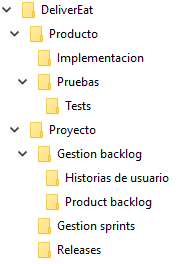 DeliverEat
Producto
Implementacion
Pruebas
Tests
Proyecto
Gestion backlog
Historias de usuario
Product backlog
Gestion sprints
Releases